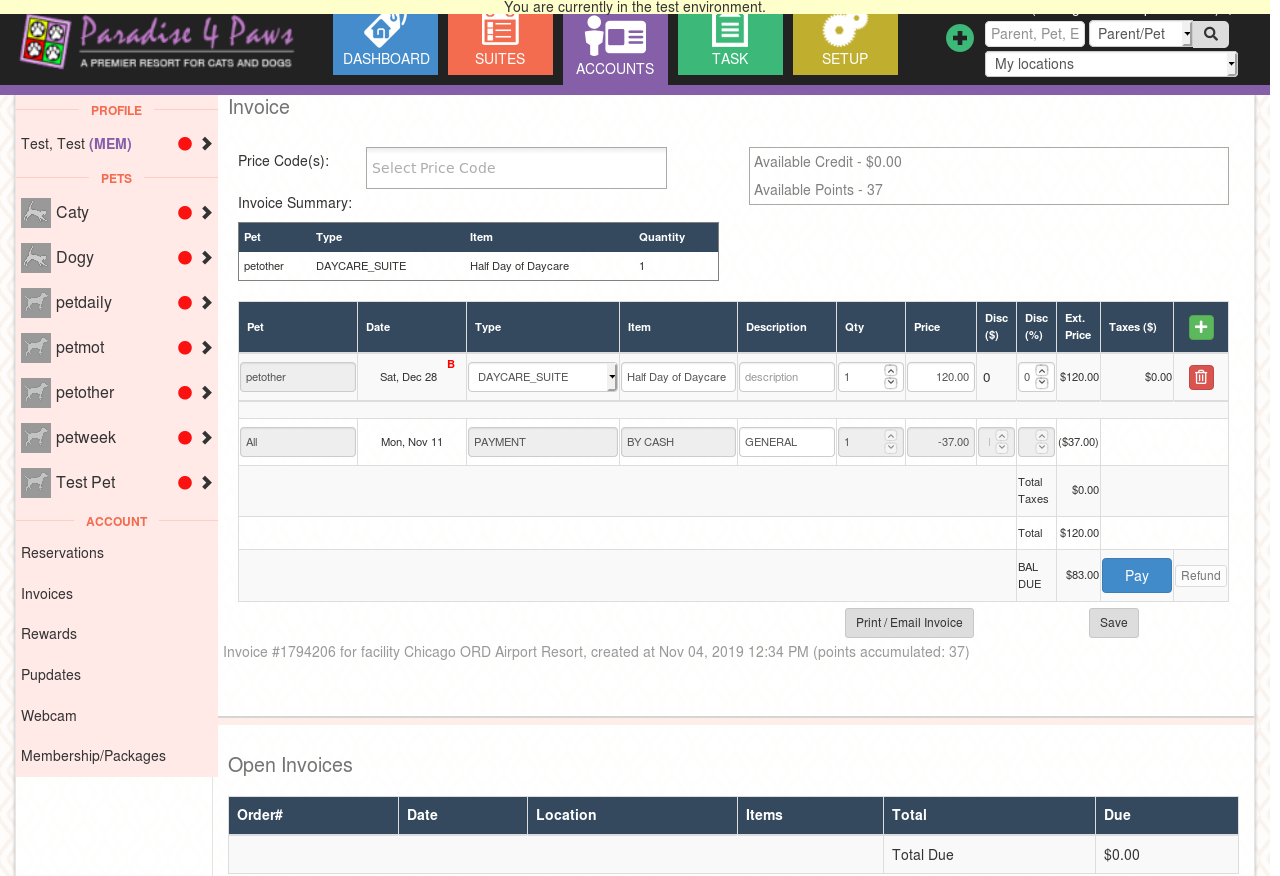 You are currently in the test environment.
Paradise 4 Paws
A PREMIER RESORT FOR CATS AND DOGS
DASHBOARD
SUITES
ACCOUNTS
TASK
SETUP
Parent, Pet, E
Parent/Pet
My locations
PROFILE
Test, Test (MEM)
PETS
Caty
Dogy
petdaily
petmot
petother
petweek
Test Pet
ACCOUNT
Reservations
Invoices
Rewards
Pupdates
Webcam
Membership/Packages
Invoice
Price Code(s):
Select Price Code
Available Credit - $0.00
Available Points - 37
Invoice Summary:
Pet Type Item Quantity
petother DAYCARE_SUITE Half Day of Daycare 1
Pet Date Type Item Description Qty Price Disc ($) Disc (%) Ext. Price Taxes ($)
B
petother Sat, Dec 28 DAYCARE_SUITE Half Day of Daycare description 1 120.00 0 0 $120.00 $0.00
All Mon, Nov 11 PAYMENT BY CASH GENERAL 1 -37.00 ($37.00)
Total Taxes $0.00
Total $120.00
BAL DUE $83.00 Pay Refund
Print / Email Invoice Save
Invoice #1794206 for facility Chicago ORD Airport Resort, created at Nov 04, 2019 12:34 PM (points accumulated: 37)
Open Invoices
Order# Date Location Items Total Due
Total Due $0.00